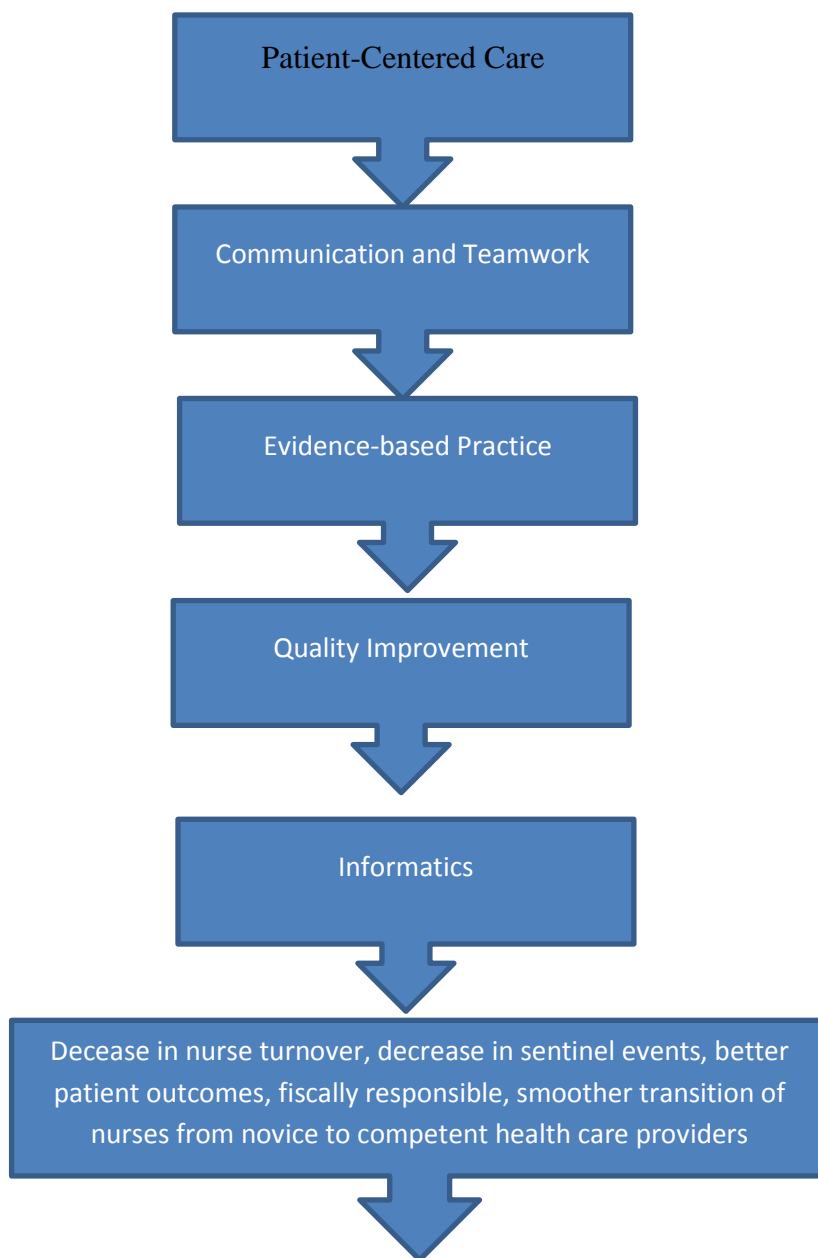 Patient-Centered Care
Communication and Teamwork
Evidence-based Practice
Quality Improvement
Informatics
Decease in nurse turnover, decrease in sentinel events, better
patient outcomes, fiscally responsible, smoother transition of
nurses from novice to competent health care providers